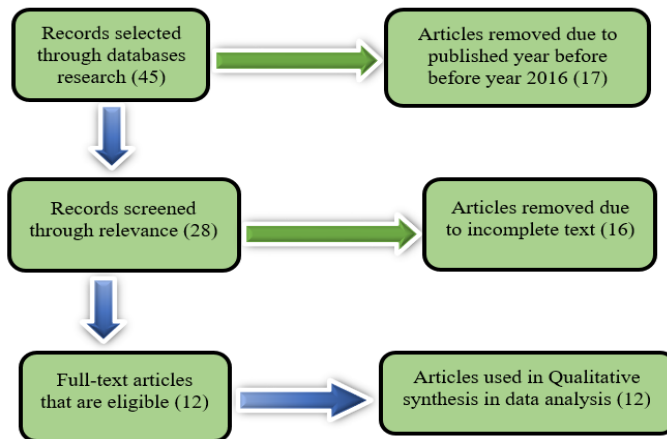 Records selected
through databases
research (45)
Articles removed due to
published year before
before year 2016 (17)
Records screened
through relevance (28)
Articles removed due
to incomplete text (16)
Full-text articles
that are eligible (12)
Articles used in Qualitative
synthesis in data analysis (12)